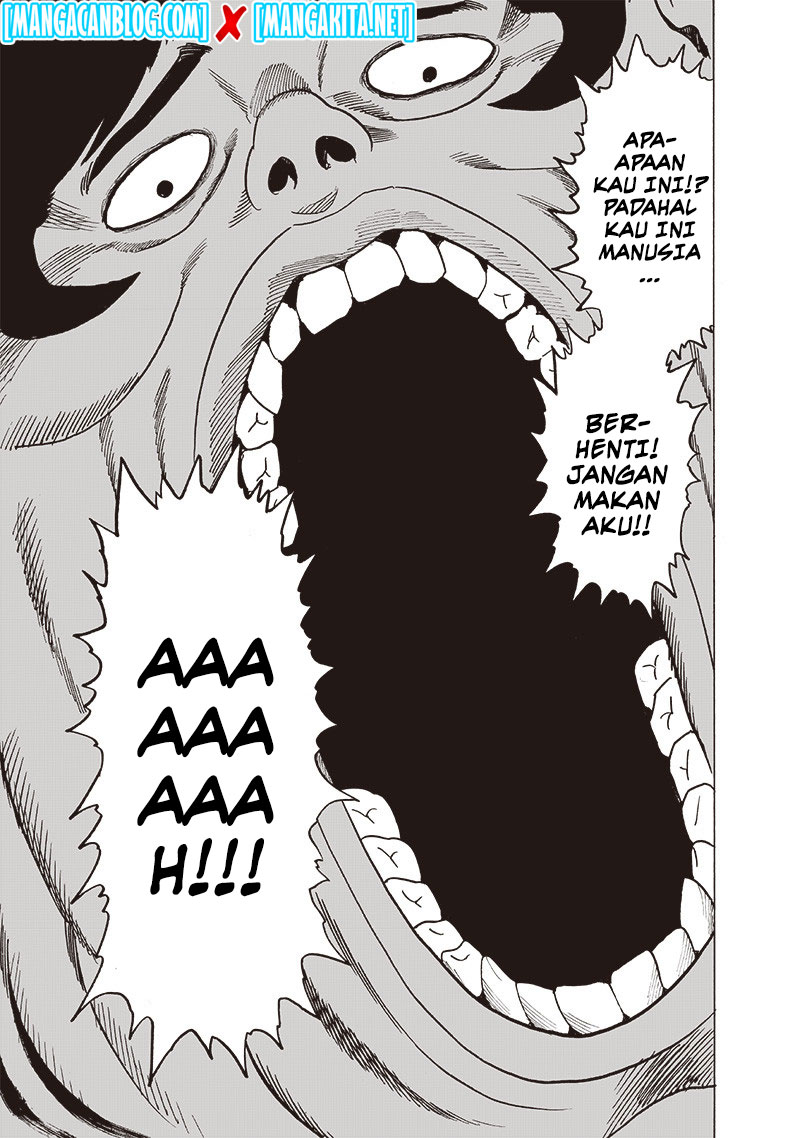 [MANGACANBLOG.COM] X [MANGAKITA.NET]
APA-
APAAN
KAU INI!?
PADAHAL
KAU INI
MANUSIA
...
BER-
HENTI!
JANGAN
MAKAN
AKU!!
AAA
AAA
AAA
H!!!